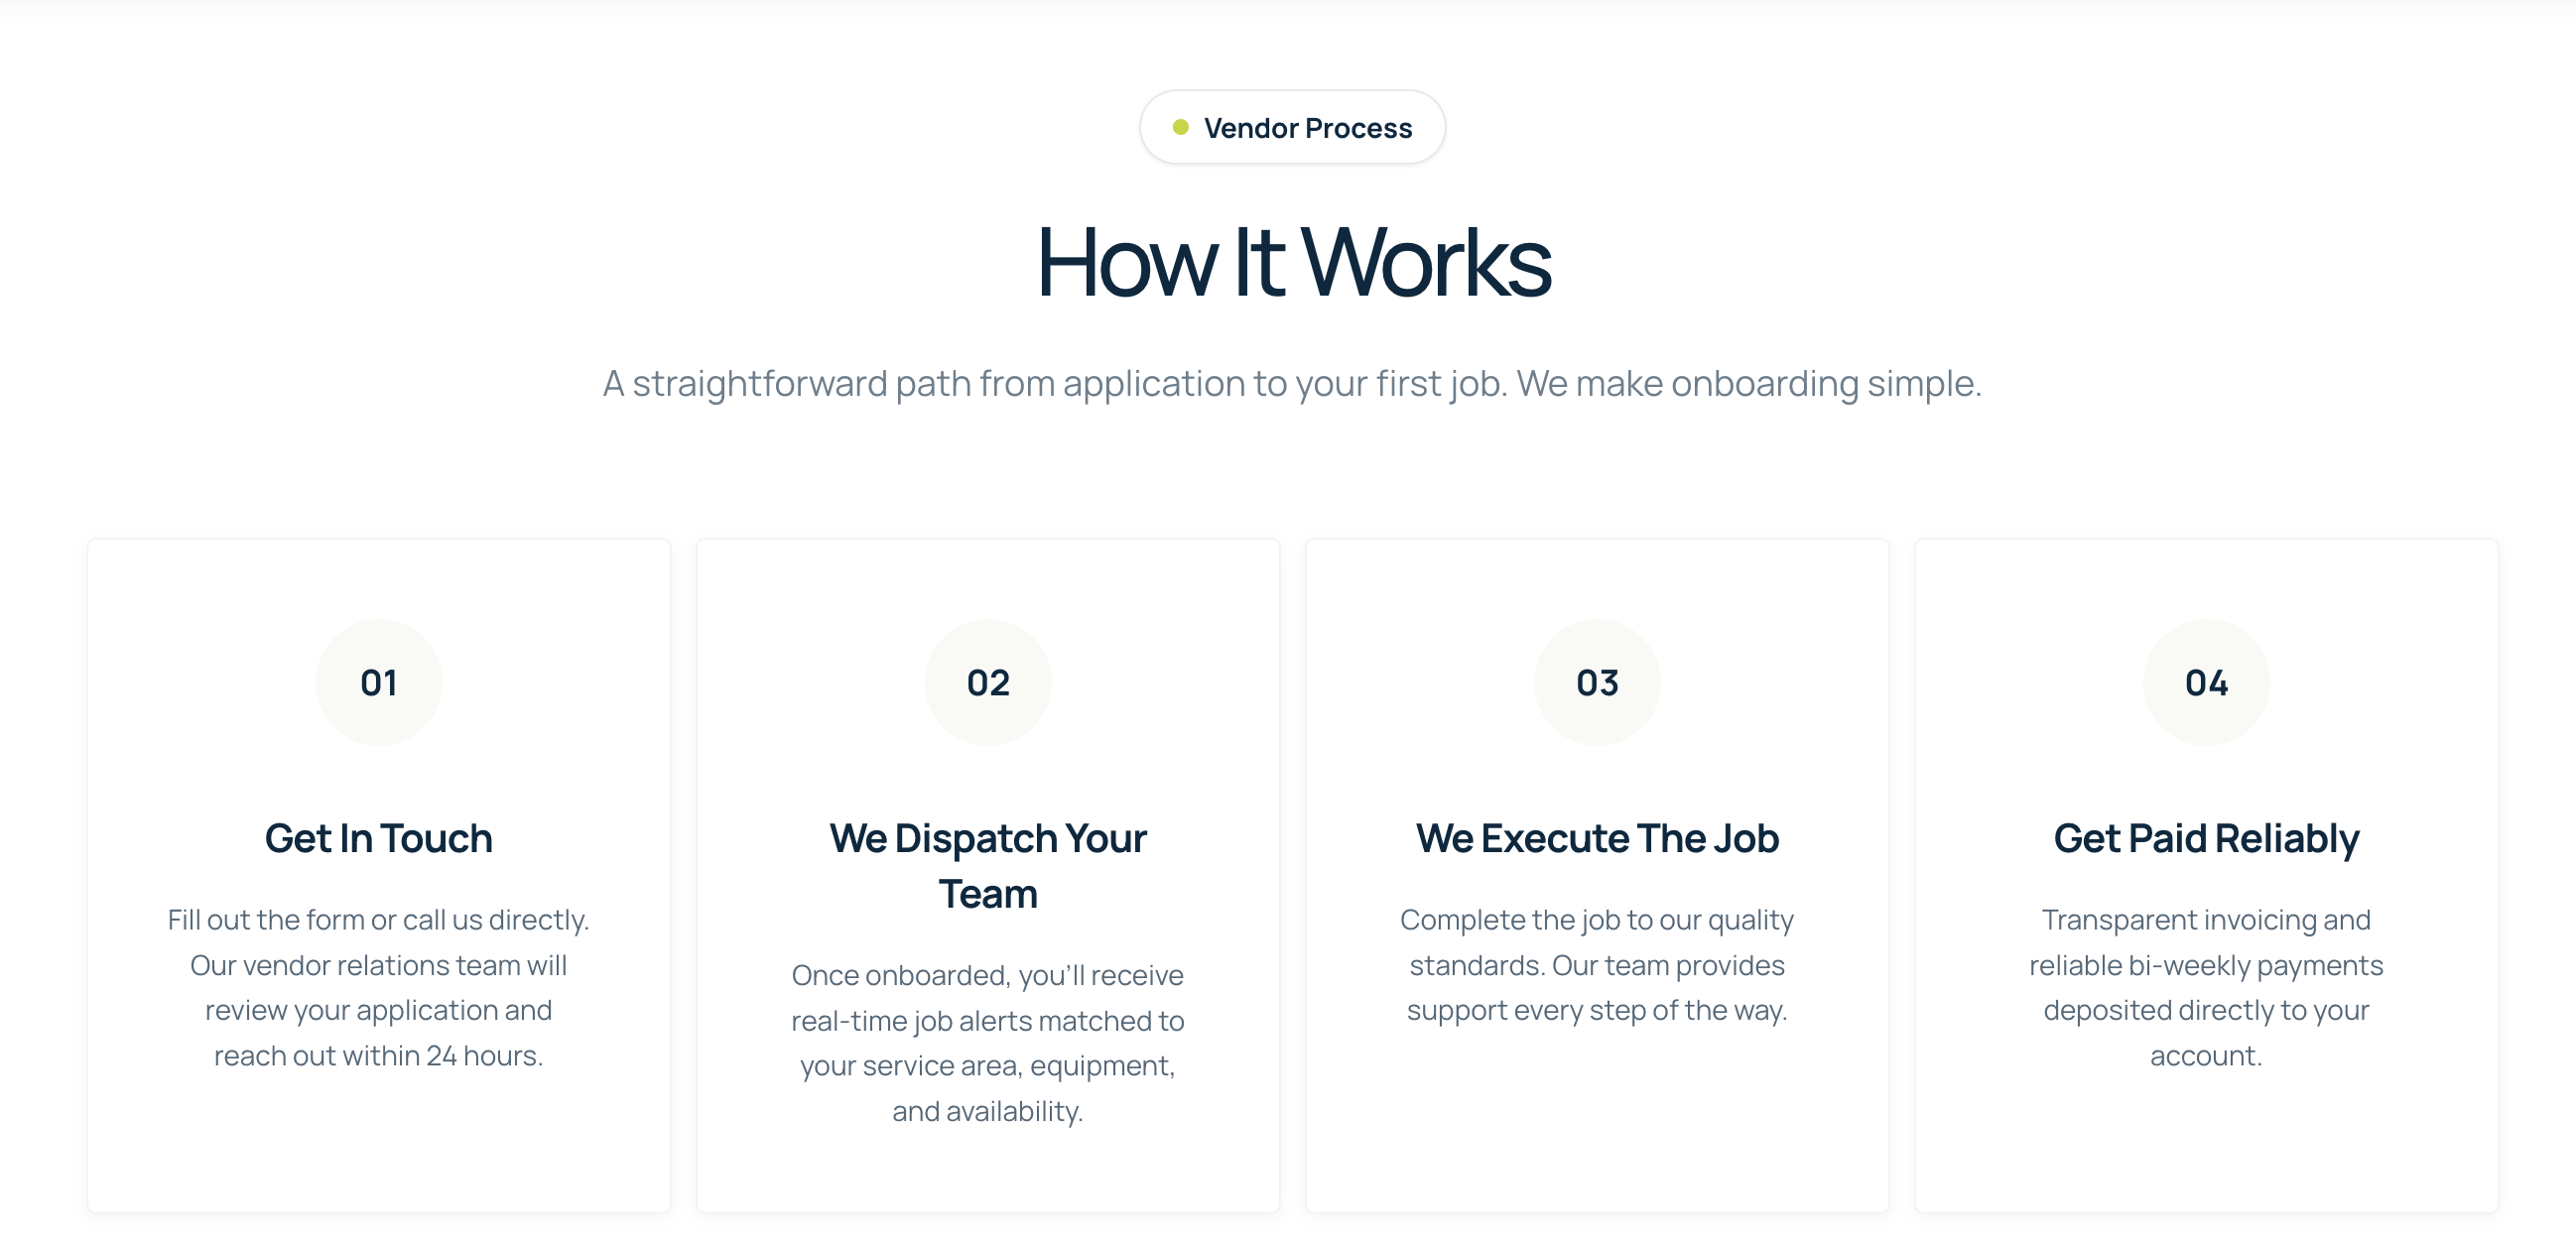 Vendor Process
How It Works
A straightforward path from application to your first job. We make onboarding simple.
01
Get In Touch
Fill out the form or call us directly.
Our vendor relations team will
review your application and
reach out within 24 hours.
02
We Dispatch Your
Team
Once onboarded, you'll receive
real-time job alerts matched to
your service area, equipment,
and availability.
03
We Execute The Job
Complete the job to our quality
standards. Our team provides
support every step of the way.
04
Get Paid Reliably
Transparent invoicing and
reliable bi-weekly payments
deposited directly to your
account.